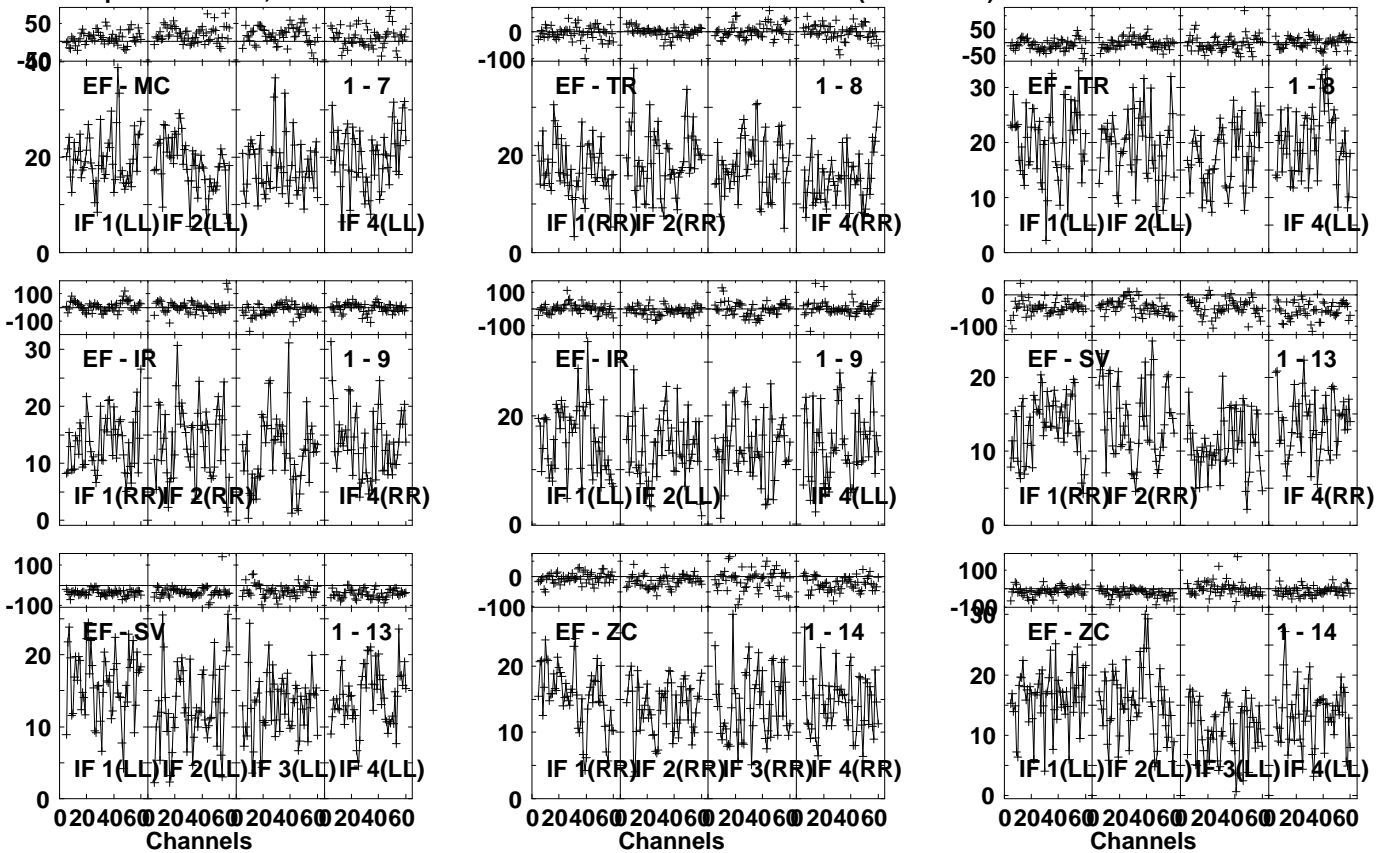 50
-50
40
20
0
EF - MC 1 - 7
IF 1(LL) IF 2(LL) IF 4(LL)
0
-100
20
0
EF - TR 1 - 8
IF 1(RR) IF 2(RR) IF 4(RR)
50
-50
30
20
10
0
EF - TR 1 - 8
IF 1(LL) IF 2(LL) IF 4(LL)
100
-100
30
20
10
0
EF - IR 1 - 9
IF 1(RR) IF 2(RR) IF 4(RR)
100
-100
20
0
EF - IR 1 - 9
IF 1(LL) IF 2(LL) IF 4(LL)
0
-100
20
10
0
EF - SV 1 - 13
IF 1(RR) IF 2(RR) IF 4(RR)
100
-100
20
10
0
EF - SV 1 - 13
IF 1(LL) IF 2(LL) IF 3(LL) IF 4(LL)
0 20 40 60 0 20 40 60 0 20 40 60 0 20 40 60
Channels
0
-100
20
10
0
EF - ZC 1 - 14
IF 1(RR) IF 2(RR) IF 3(RR) IF 4(RR)
0 20 40 60 0 20 40 60 0 20 40 60 0 20 40 60
Channels
100
-100
30
20
10
0
EF - ZC 1 - 14
IF 1(LL) IF 2(LL) IF 3(LL) IF 4(LL)
0 20 40 60 0 20 40 60 0 20 40 60 0 20 40 60
Channels